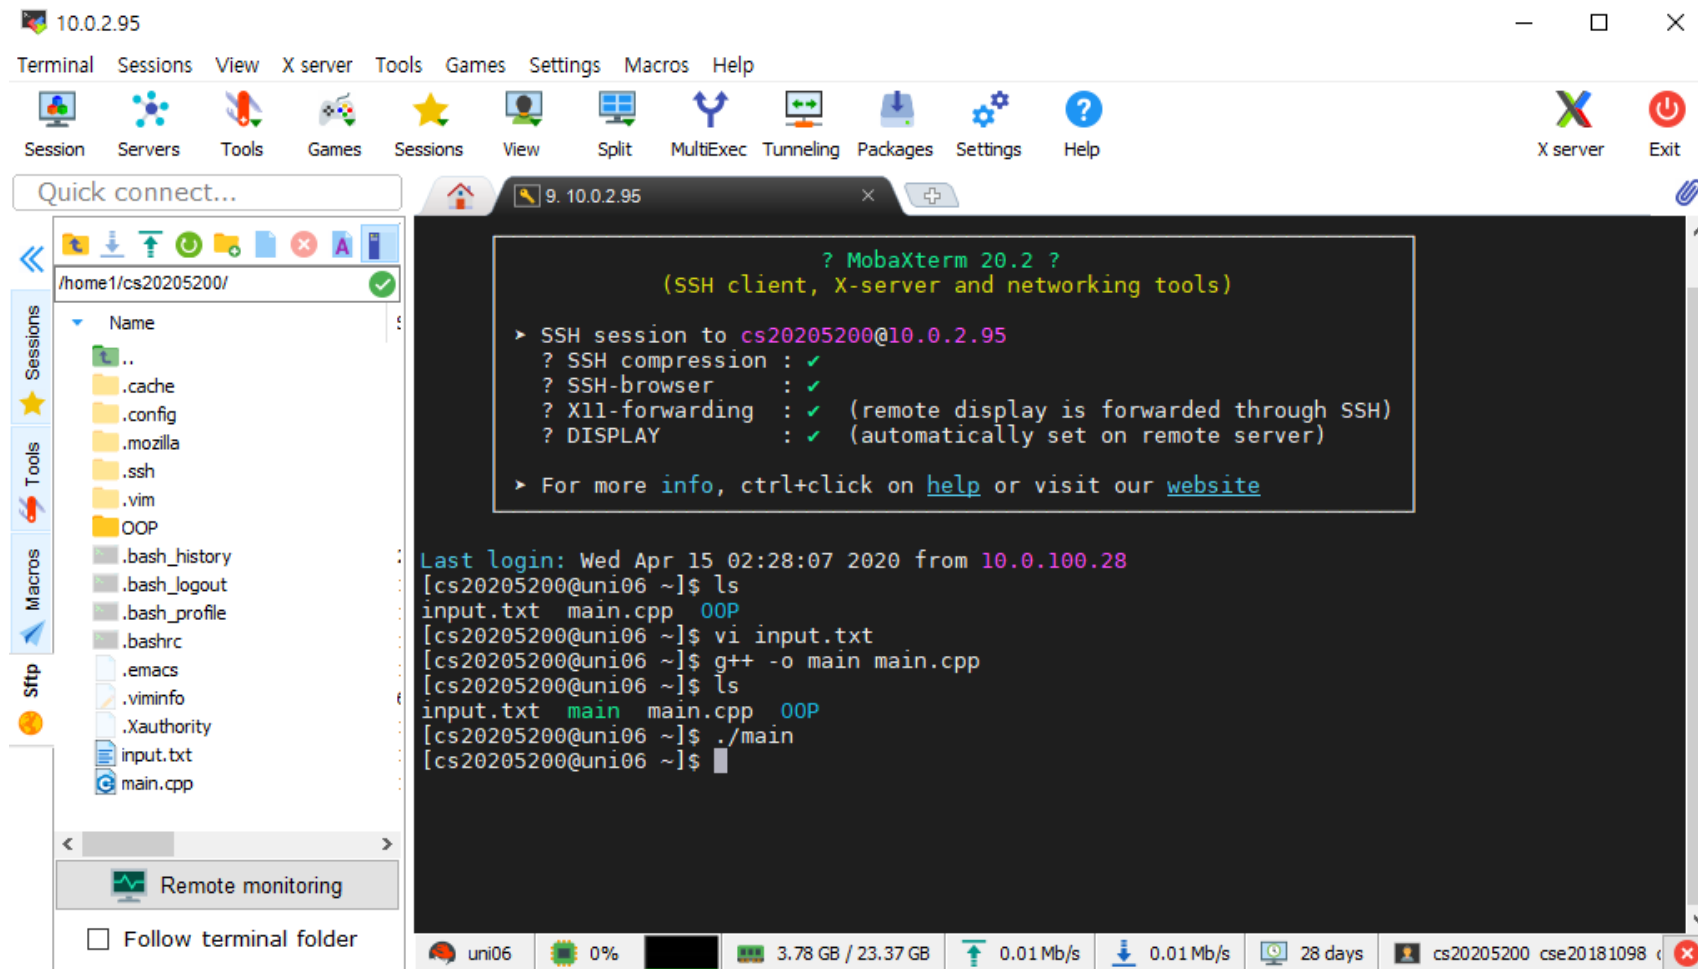 10.0.2.95
Terminal Sessions View X server Tools Games Settings Macros Help
Session Servers Tools Games Sessions View Split MultiExec Tunneling Packages Settings Help X server Exit
Quick connect...
9. 10.0.2.95
/home1/cs20205200/
Name
..
.cache
.config
.mozilla
.ssh
.vim
OOP
.bash_history
.bash_logout
.bash_profile
.bashrc
.emacs
.viminfo
.Xauthority
input.txt
main.cpp
Sessions
Tools
Macros
Sftp
Remote monitoring
Follow terminal folder
? MobaXterm 20.2 ?
(SSH client, X-server and networking tools)
➤ SSH session to cs20205200@10.0.2.95
? SSH compression : ✔
? SSH-browser : ✔
? X11-forwarding : ✔ (remote display is forwarded through SSH)
? DISPLAY : ✔ (automatically set on remote server)
➤ For more info, ctrl+click on help or visit our website
Last login: Wed Apr 15 02:28:07 2020 from 10.0.100.28
[cs20205200@uni06 ~]$ ls
input.txt main.cpp OOP
[cs20205200@uni06 ~]$ vi input.txt
[cs20205200@uni06 ~]$ g++ -o main main.cpp
[cs20205200@uni06 ~]$ ls
input.txt main main.cpp OOP
[cs20205200@uni06 ~]$ ./main
[cs20205200@uni06 ~]$
uni06 0% 3.78 GB / 23.37 GB 0.01 Mb/s 0.01 Mb/s 28 days cs20205200 cse20181098